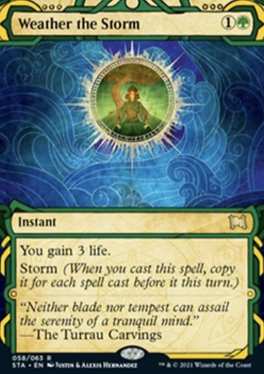 Weather the Storm 1
Instant
You gain 3 life.
Storm (When you cast this spell, copy
it for each spell cast before it this turn.)
“Neither blade nor tempest can assail
the serenity of a tranquil mind.”
—The Turrau Carvings
058/063 R
STA • EN Justin & Alexis Hernandez
™ & © 2021 Wizards of the Coast